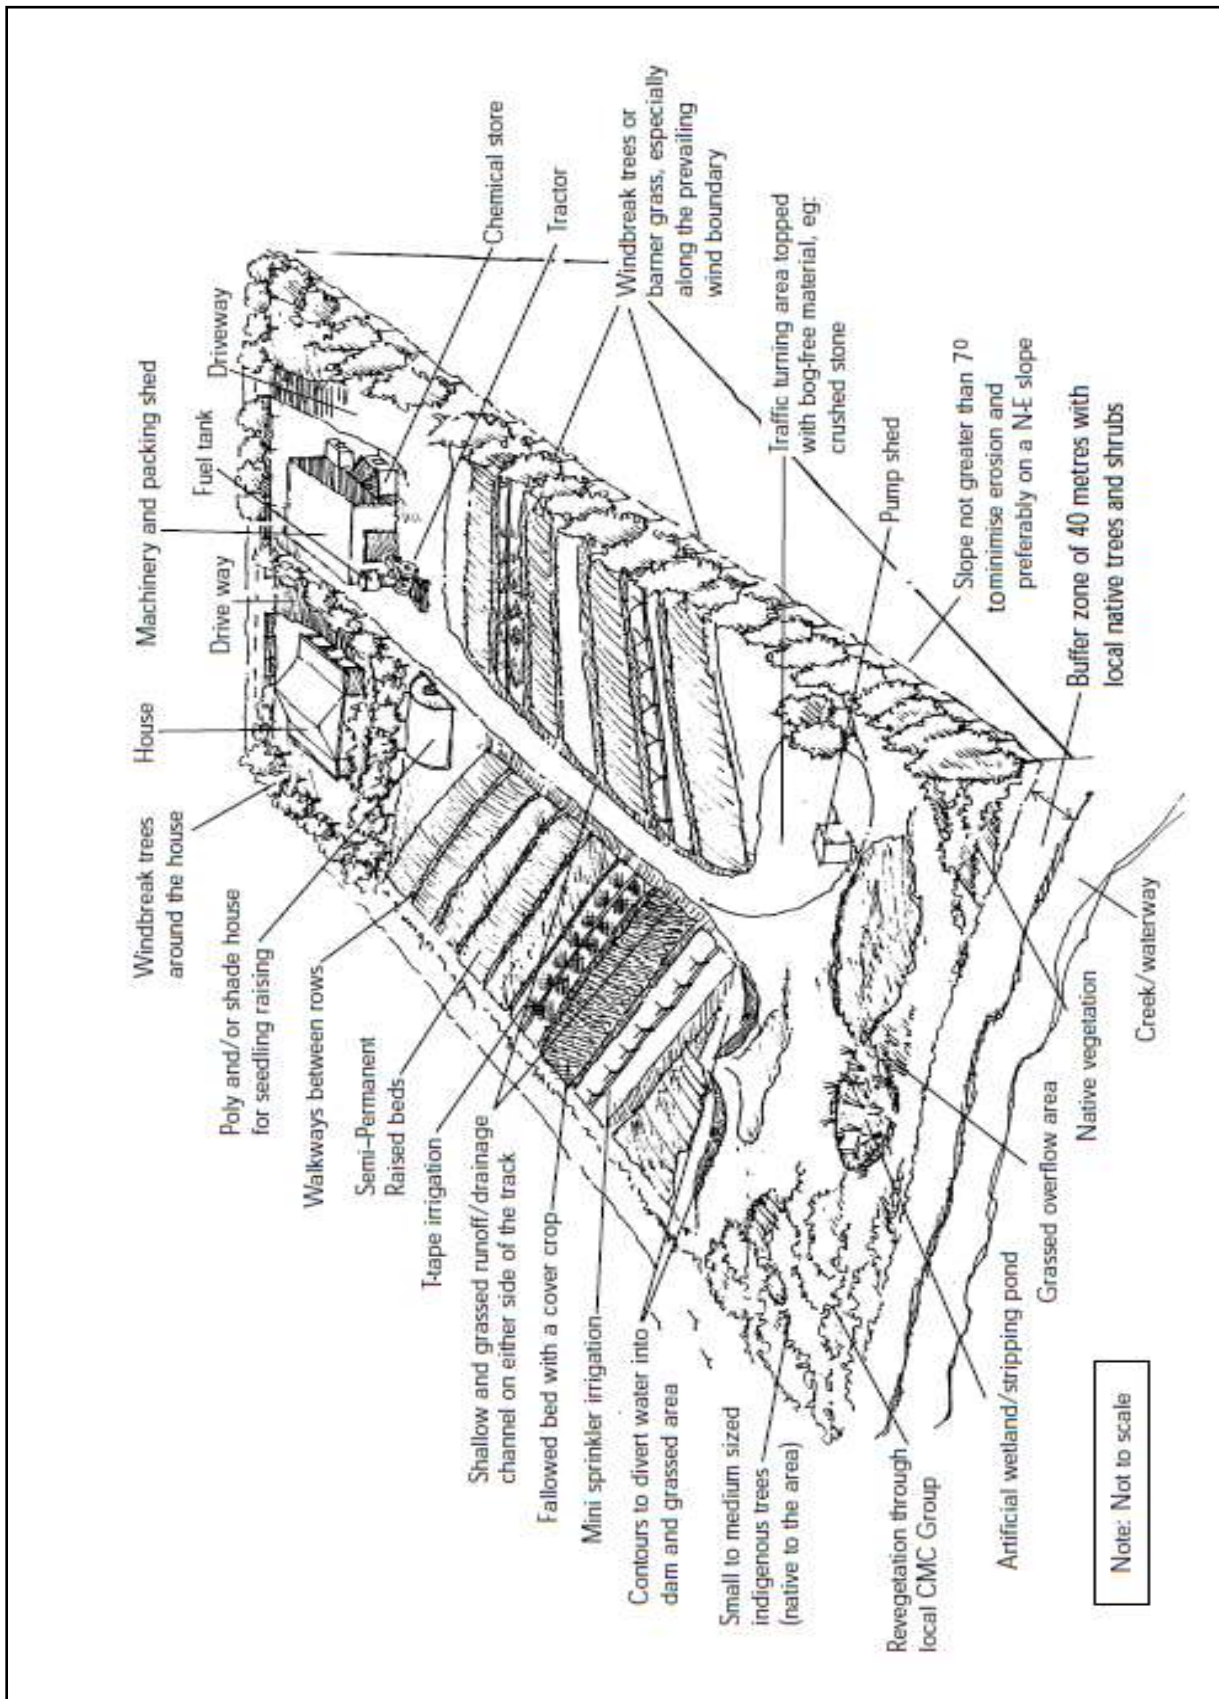 Windbreak trees
around the house
House
Machinery and packing shed
Drive way
Fuel tank
Driveway
Chemical store
Tractor
Windbreak trees or
barrier grass, especially
along the prevailing
wind boundary
Traffic turning area topped
with bog-free material, eg:
crushed stone
Pump shed
Slope not greater than 7º
tominimise erosion and
preferably on a N-E slope
Buffer zone of 40 metres with
local native trees and shrubs
Poly and/or shade house
for seedling raising
Walkways between rows
Semi-Permanent
Raised beds
T-tape irrigation
Shallow and grassed runoff/drainage
channel on either side of the track
Fallowed bed with a cover crop
Mini sprinkler irrigation
Contours to divert water into
dam and grassed area
Small to medium sized
indigenous trees
(native to the area)
Revegetation through
local CMC Group
Artificial wetland/stripping pond
Grassed overflow area
Native vegetation
Creek/waterway
Note: Not to scale